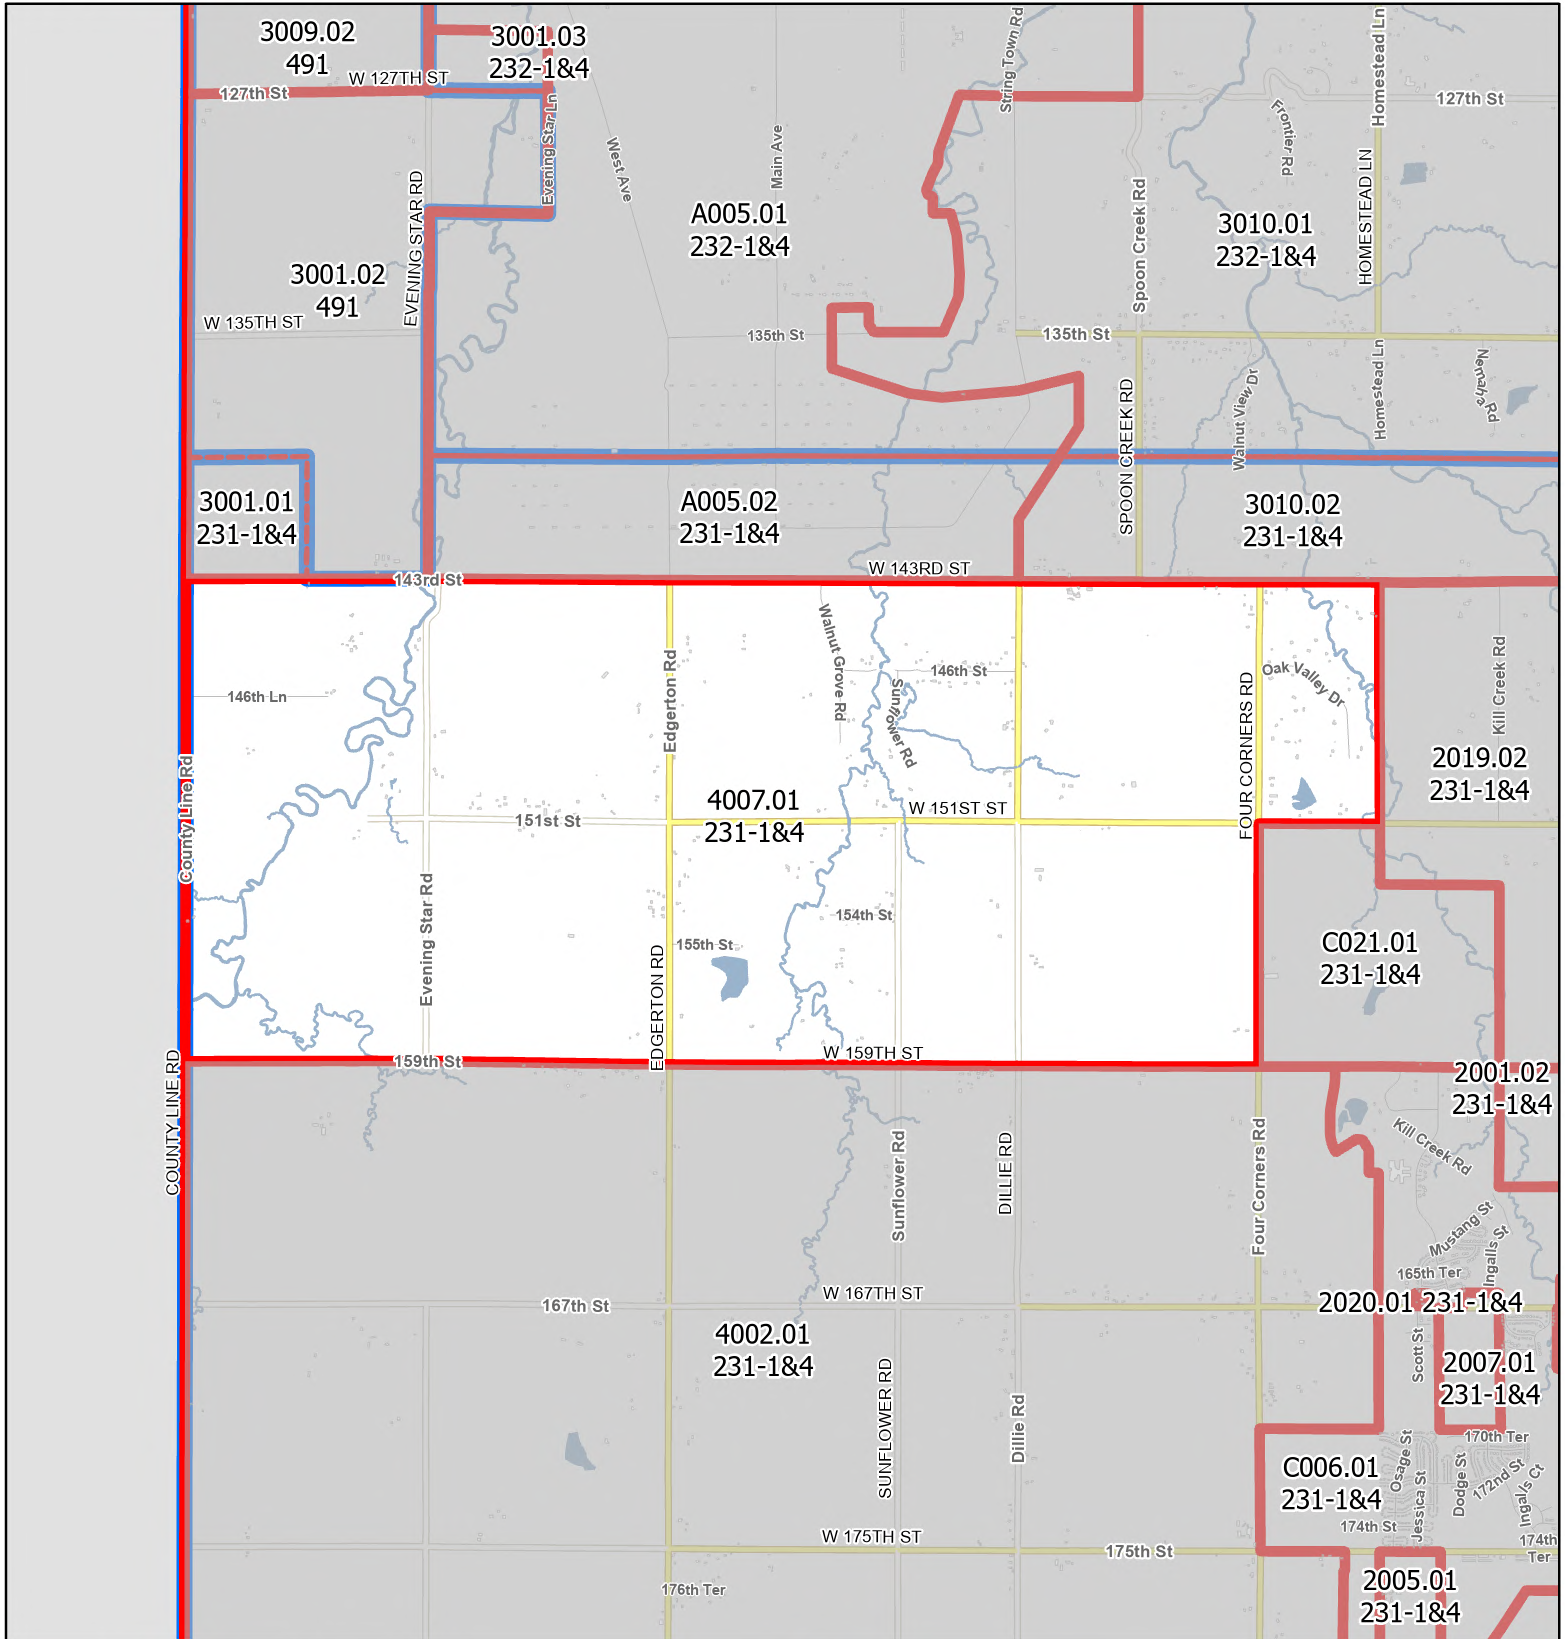 3009.02
491
W 127TH ST
127th St
3001.03
232-1&4
Evening Star Ln
String Town Rd
Homestead Ln
127th St
Frontier Rd
West Ave
Main Ave
EVENING STAR RD
A005.01
232-1&4
Spoon Creek Rd
HOMESTEAD LN
3010.01
232-1&4
3001.02
491
W 135TH ST
135th St
135th St
Homestead Ln
Nemaha Rd
Walnut View Dr
SPOON CREEK RD
3001.01
231-1&4
A005.02
231-1&4
3010.02
231-1&4
143rd St
W 143RD ST
Walnut Grove Rd
Edgerton Rd
146th St
Sunflower Rd
Oak Valley Dr
Kill Creek Rd
146th Ln
FOUR CORNERS RD
County Line Rd
2019.02
231-1&4
4007.01
231-1&4
151st St
W 151ST ST
Evening Star Rd
154th St
155th St
EDGERTON RD
C021.01
231-1&4
159th St
W 159TH ST
COUNTY LINE RD
2001.02
231-1&4
Kill Creek Rd
Sunflower Rd
DILLIE RD
Four Corners Rd
Mustang St
Ingalls St
165th Ter
167th St
W 167TH ST
2020.01 231-1&4
4002.01
231-1&4
Scott St
2007.01
231-1&4
SUNFLOWER RD
Dillie Rd
170th Ter
C006.01
231-1&4
Osage St
Jessica St
Dodge St
172nd St
Ingalls Ct
174th St
174th
Ter
W 175TH ST
175th St
176th Ter
2005.01
231-1&4